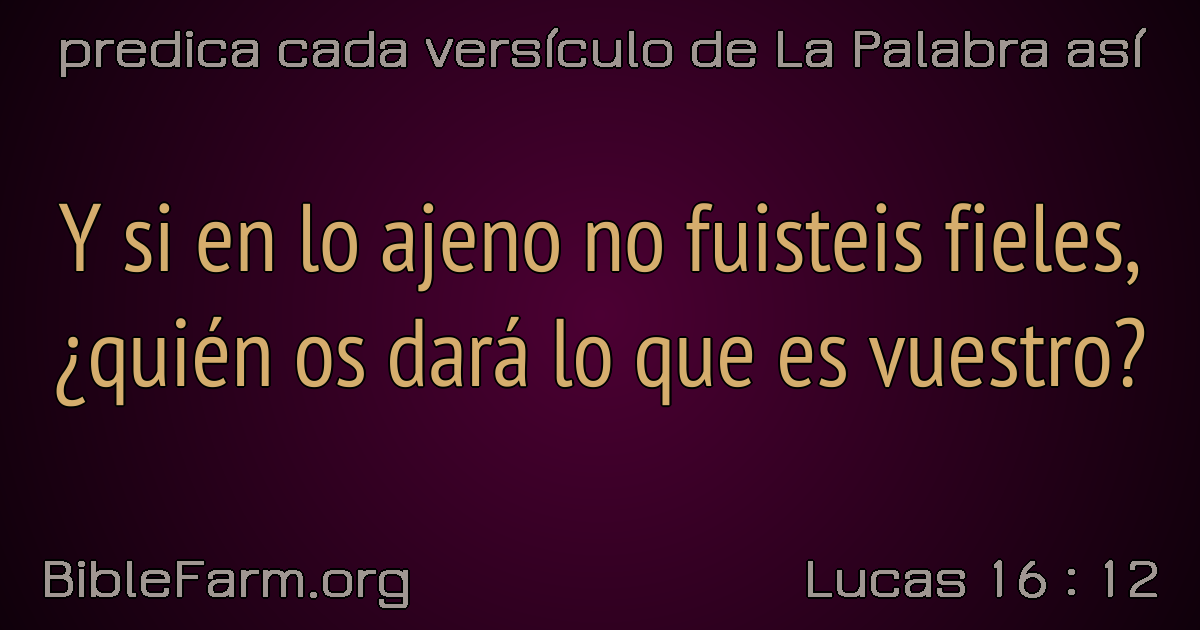 predica cada versículo de La Palabra así
Y si en lo ajeno no fuisteis fieles,
¿quién os dará lo que es vuestro?
BibleFarm.org
Lucas 16 : 12